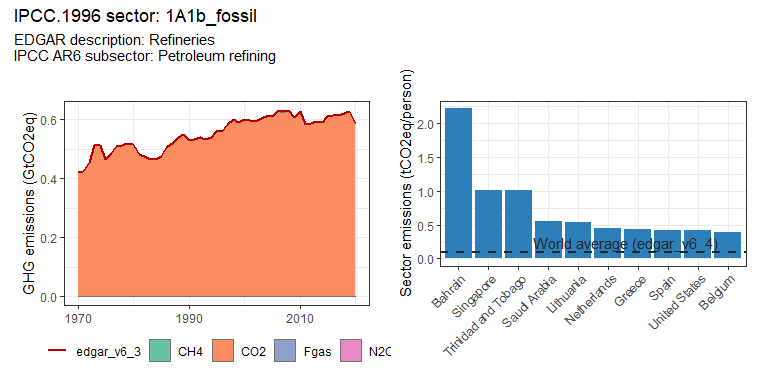 IPCC.1996 sector: 1A1b_fossil
EDGAR description: Refineries
IPCC AR6 subsector: Petroleum refining
GHG emissions (GtCO2eq)
0.6
0.4
0.2
0.0
1970
1990
2010
edgar_v6_3
CH4
CO2
Fgas
N2O
Sector emissions (tCO2eq/person)
2.0
1.5
1.0
0.5
0.0
World average (edgar_v6_4)
Bahrain
Singapore
Trinidad and Tobago
Saudi Arabia
Lithuania
Netherlands
Greece
Spain
United States
Belgium